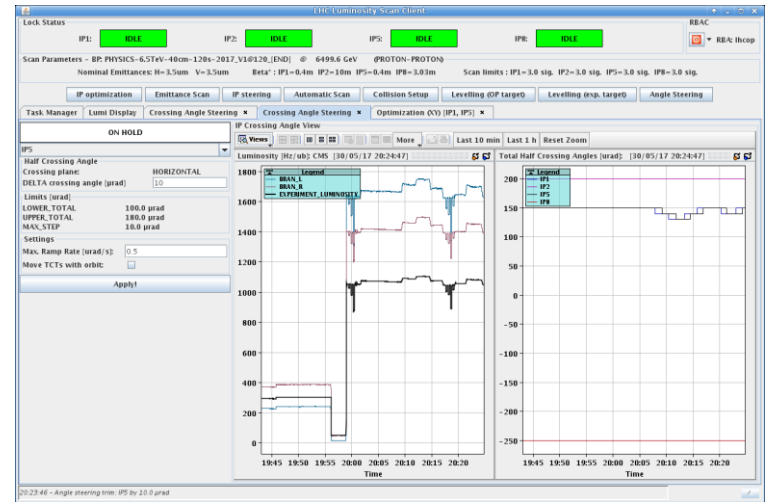 LHC Luminosity Scan Client
Lock Status
RBAC
IP1: IDLE IP2: IDLE IP5: IDLE IP8: IDLE
RBA: lhcop
Scan Parameters - BP: PHYSICS-6.5TeV-40cm-120s-2017_V1@120_[END] @ 6499.6 GeV (PROTON-PROTON)
Nominal Emittances: H=3.5um V=3.5um Beta*: IP1=0.4m IP2=10m IP5=0.4m IP8=3.03m Scan limits : IP1=3.0 sig. IP2=3.0 sig. IP5=3.0 sig. IP8=3.0 sig.
IP optimization Emittance Scan IP steering Automatic Scan Collision Setup Levelling (OP target) Levelling (exp. target) Angle Steering
Task Manager Lumi Display Crossing Angle Steering × Crossing Angle Steering × Optimization (XY) [IP1, IP5] ×
ON HOLD
IP5
Half Crossing Angle
Crossing plane: HORIZONTAL
DELTA crossing angle [μrad] 10
Limits [urad]
LOWER_TOTAL 100.0 μrad
UPPER_TOTAL 180.0 μrad
MAX_STEP 10.0 μrad
Settings
Max. Ramp Rate [urad/s]: 0.5
Move TCTs with orbit:
Apply!
IP Crossing Angle View
Views More Last 10 min Last 1 h Reset Zoom
Luminosity [Hz/ub]: CMS [30/05/17 20:24:47]
Legend
BRAN_L
BRAN_R
EXPERIMENT_LUMINOSITY
1800
1600
1400
1200
1000
800
600
400
200
0
19:45 19:50 19:55 20:00 20:05 20:10 20:15 20:20
Time
Total Half Crossing Angles [urad]: [30/05/17 20:24:47]
Legend
IP1
IP2
IP5
IP8
200
150
100
50
0
-50
-100
-150
-200
-250
19:45 19:50 19:55 20:00 20:05 20:10 20:15 20:20
Time
20:23:46 - Angle steering trim: IP5 by 10.0 μrad